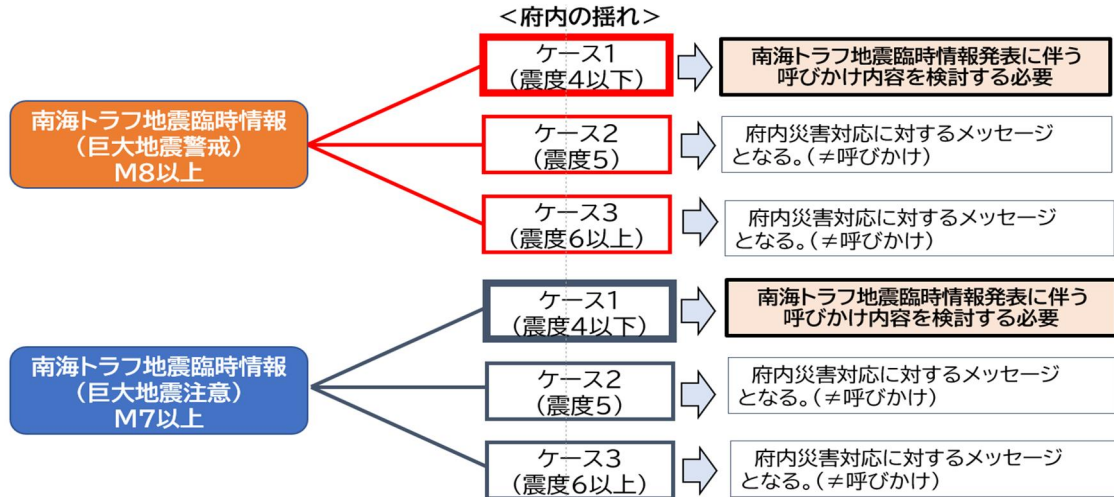 ＜府内の揺れ＞
南海トラフ地震臨時情報
（巨大地震警戒）
M8以上
ケース1
（震度4以下）
南海トラフ地震臨時情報発表に伴う
呼びかけ内容を検討する必要
ケース2
（震度5）
府内災害対応に対するメッセージ
となる。（≠呼びかけ）
ケース3
（震度6以上）
府内災害対応に対するメッセージ
となる。（≠呼びかけ）
南海トラフ地震臨時情報
（巨大地震注意）
M7以上
ケース1
（震度4以下）
南海トラフ地震臨時情報発表に伴う
呼びかけ内容を検討する必要
ケース2
（震度5）
府内災害対応に対するメッセージ
となる。（≠呼びかけ）
ケース3
（震度6以上）
府内災害対応に対するメッセージ
となる。（≠呼びかけ）